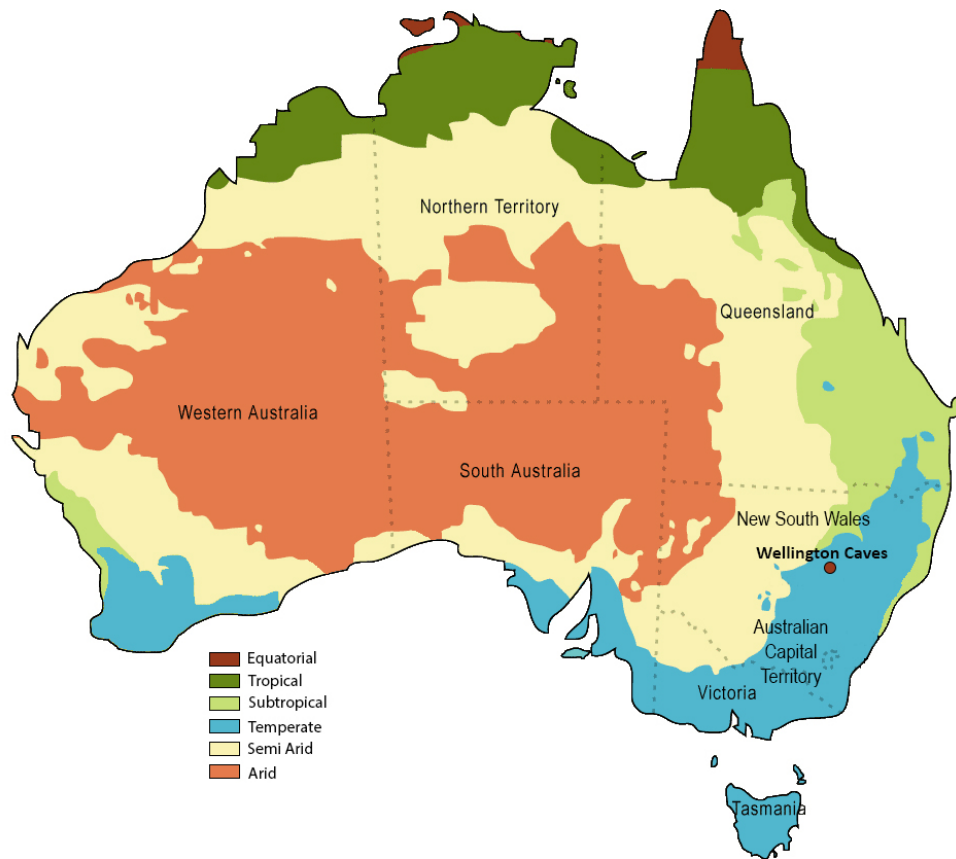 Northern Territory
Queensland
Western Australia
South Australia
New South Wales
Wellington Caves
Australian
Capital
Territory
Victoria
Tasmania
Equatorial
Tropical
Subtropical
Temperate
Semi Arid
Arid